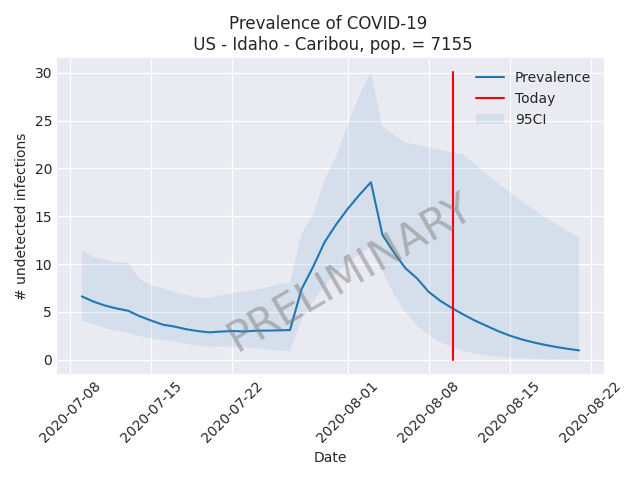 Prevalence of COVID-19
US - Idaho - Caribou, pop. = 7155
30
25
20
15
10
5
0
# undetected infections
Prevalence
Today
95CI
PRELIMINARY
2020-07-08
2020-07-15
2020-07-22
2020-08-01
2020-08-08
2020-08-15
2020-08-22
Date